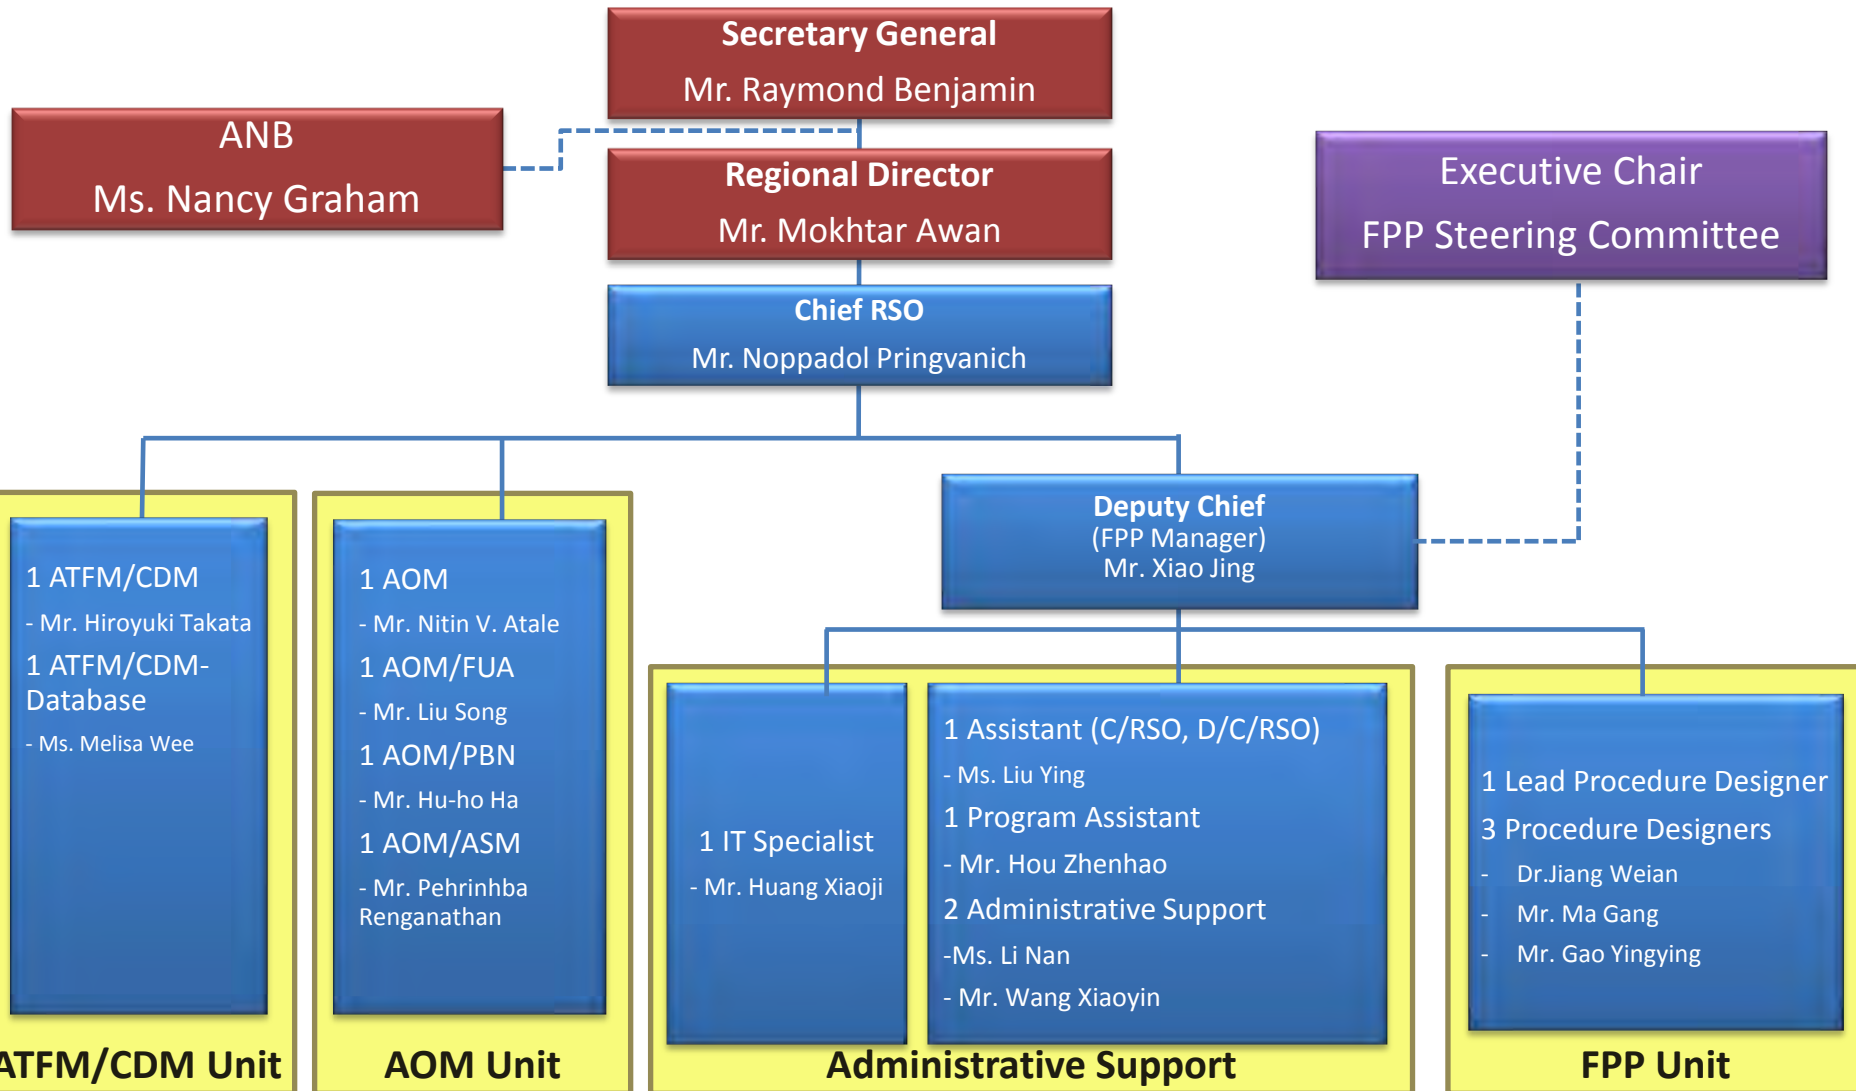 Secretary General
Mr. Raymond Benjamin
ANB
Ms. Nancy Graham
Regional Director
Mr. Mokhtar Awan
Executive Chair
FPP Steering Committee
Chief RSO
Mr. Noppadol Pringvanich
Deputy Chief
(FPP Manager)
Mr. Xiao Jing
1 ATFM/CDM
- Mr. Hiroyuki Takata
1 ATFM/CDM-
Database
- Ms. Melisa Wee
ATFM/CDM Unit
1 AOM
- Mr. Nitin V. Atale
1 AOM/FUA
- Mr. Liu Song
1 AOM/PBN
- Mr. Hu-ho Ha
1 AOM/ASM
- Mr. Pehrinhba
Renganathan
AOM Unit
1 IT Specialist
- Mr. Huang Xiaoji
1 Assistant (C/RSO, D/C/RSO)
- Ms. Liu Ying
1 Program Assistant
- Mr. Hou Zhenhao
2 Administrative Support
-Ms. Li Nan
- Mr. Wang Xiaoyin
Administrative Support
1 Lead Procedure Designer
3 Procedure Designers
- Dr.Jiang Weian
- Mr. Ma Gang
- Mr. Gao Yingying
FPP Unit